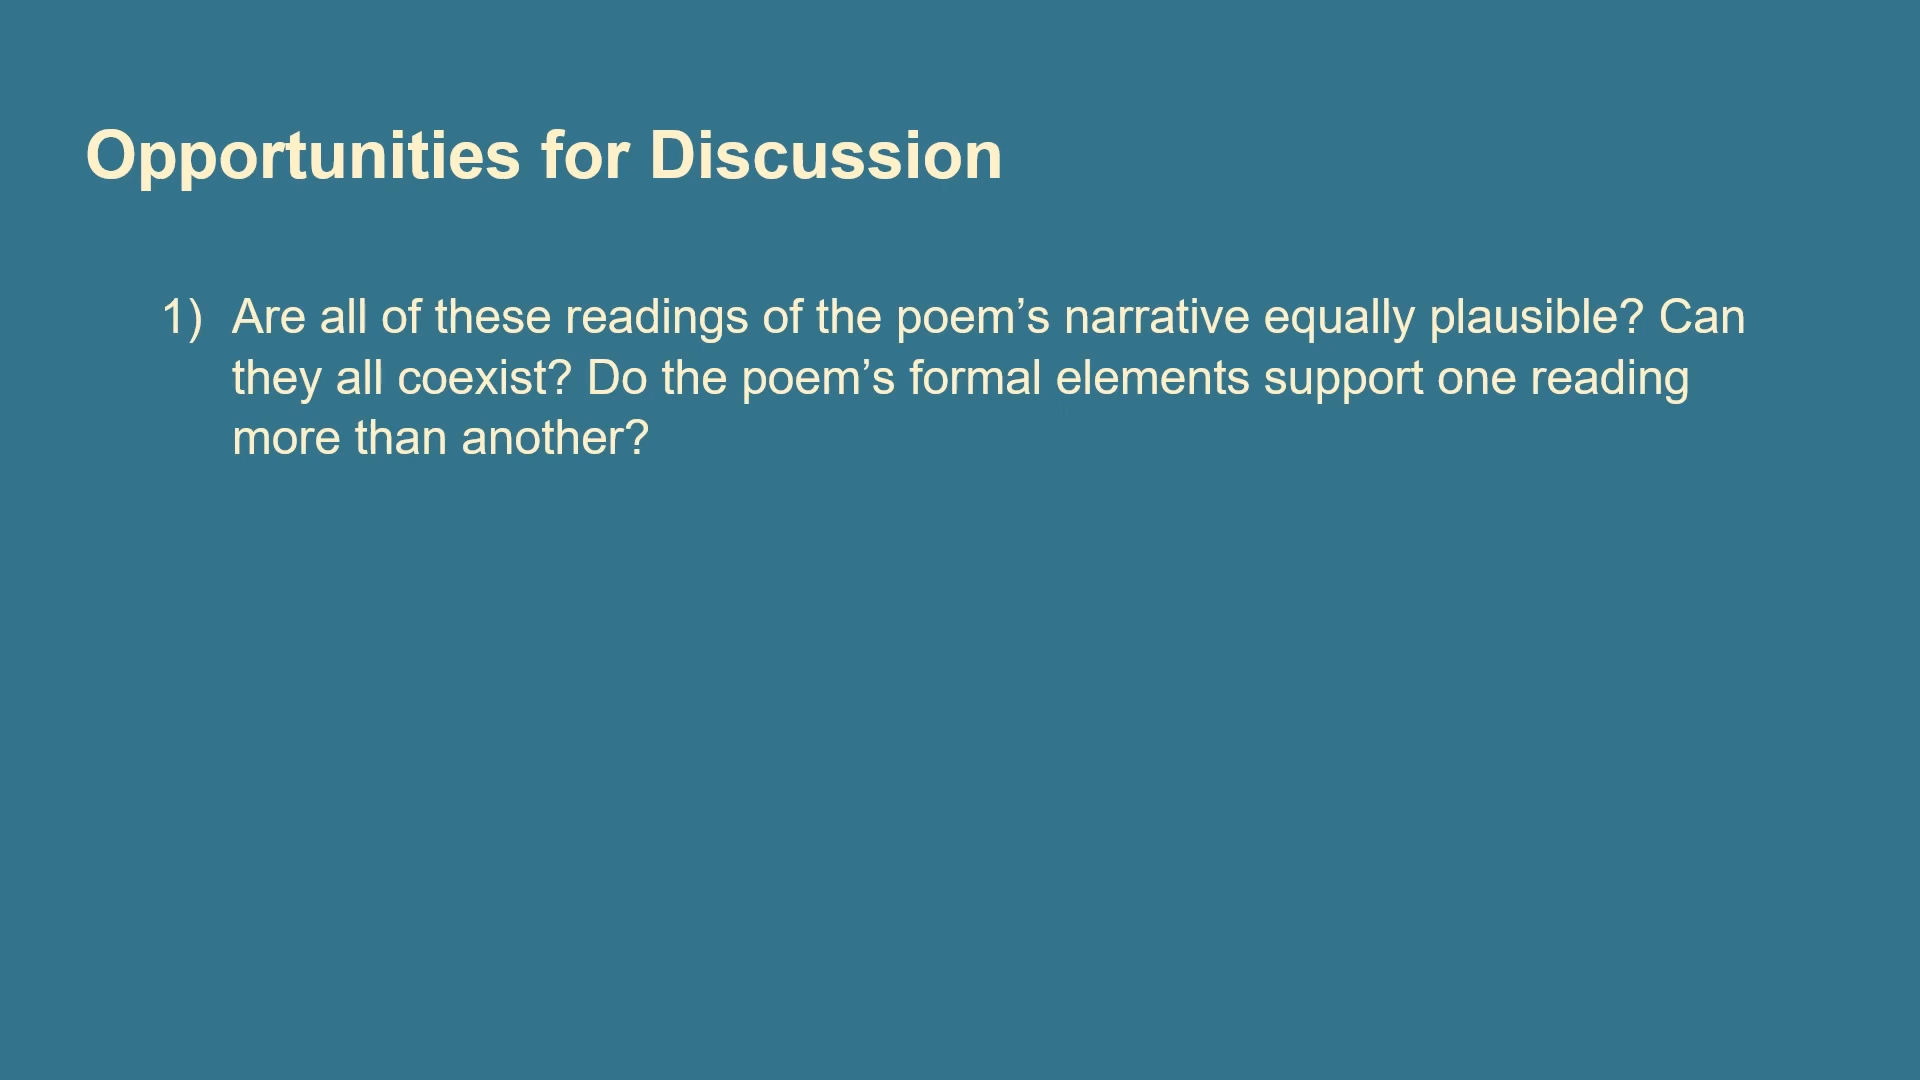 Opportunities for Discussion
1) Are all of these readings of the poem’s narrative equally plausible? Can
they all coexist? Do the poem’s formal elements support one reading
more than another?